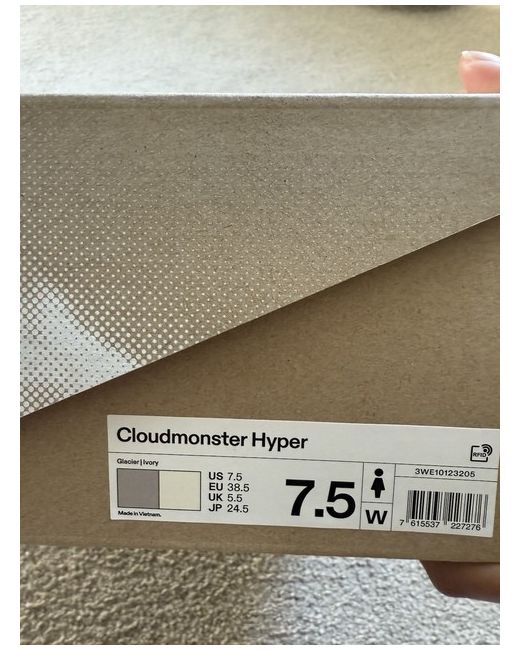 Cloudmonster Hyper
RFID
Glacier | Ivory
US 7.5
EU 38.5
UK 5.5
JP 24.5
Made in Vietnam.
7.5
W
3WE10123205
7 615537 227276